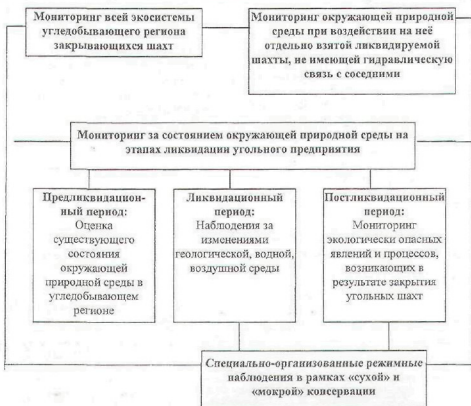 Мониторинг всей экосистемы
угледобывающего региона
закрывающихся шахт
Мониторинг окружающей природной
среды при воздействии на неё
отдельно взятой ликвидируемой
шахты, не имеющей гидравлическую
связь с соседними
Мониторинг за состоянием окружающей природной среды на
этапах ликвидации угольного предприятия
Предликвидацион-
ный период:
Оценка
существующего
состояния
окружающей
природной среды в
угледобывающем
регионе
Ликвидационный
период:
Наблюдения за
изменениями
геологической, водной,
воздушной среды
Постликвидационный
период:
Мониторинг
экологически опасных
явлений и процессов,
возникающих в
результате закрытия
угольных шахт
Специально-организованные режимные
наблюдения в рамках «сухой» и
«мокрой» консервации